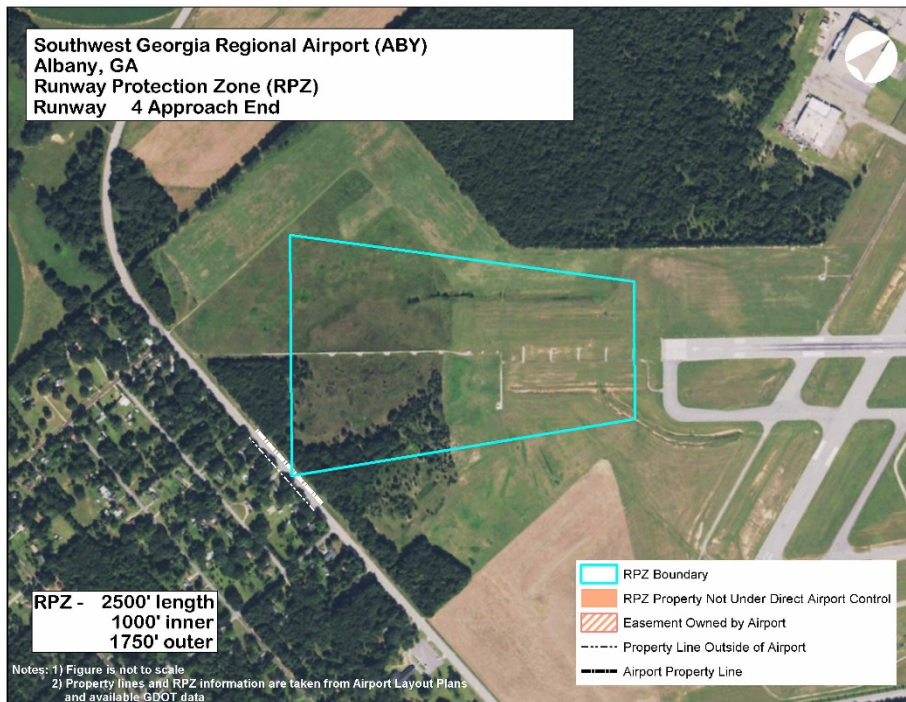 Southwest Georgia Regional Airport (ABY)
Albany, GA
Runway Protection Zone (RPZ)
Runway 4 Approach End
RPZ - 2500' length
1000' inner
1750' outer
Notes: 1) Figure is not to scale
2) Property lines and RPZ information are taken from Airport Layout Plans
and available GDOT data
RPZ Boundary
RPZ Property Not Under Direct Airport Control
Easement Owned by Airport
Property Line Outside of Airport
Airport Property Line